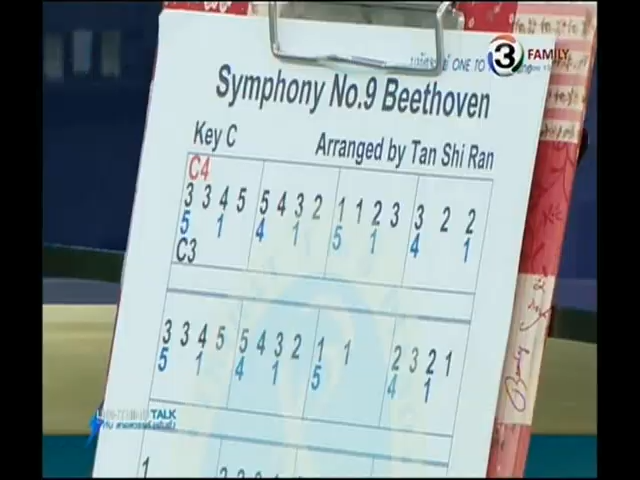 3 FAMILY
ONE TO
Symphony No.9 Beethoven
Key C
Arranged by Tan Shi Ran
C4
3 3 4 5 5 4 3 2 1 1 2 3 3 2 2
5 1 4 1 5 1 4 1
C3
3 3 4 5 5 4 3 2 1 1 2 3 2 1
5 1 4 1 5 4 1
TALK
1